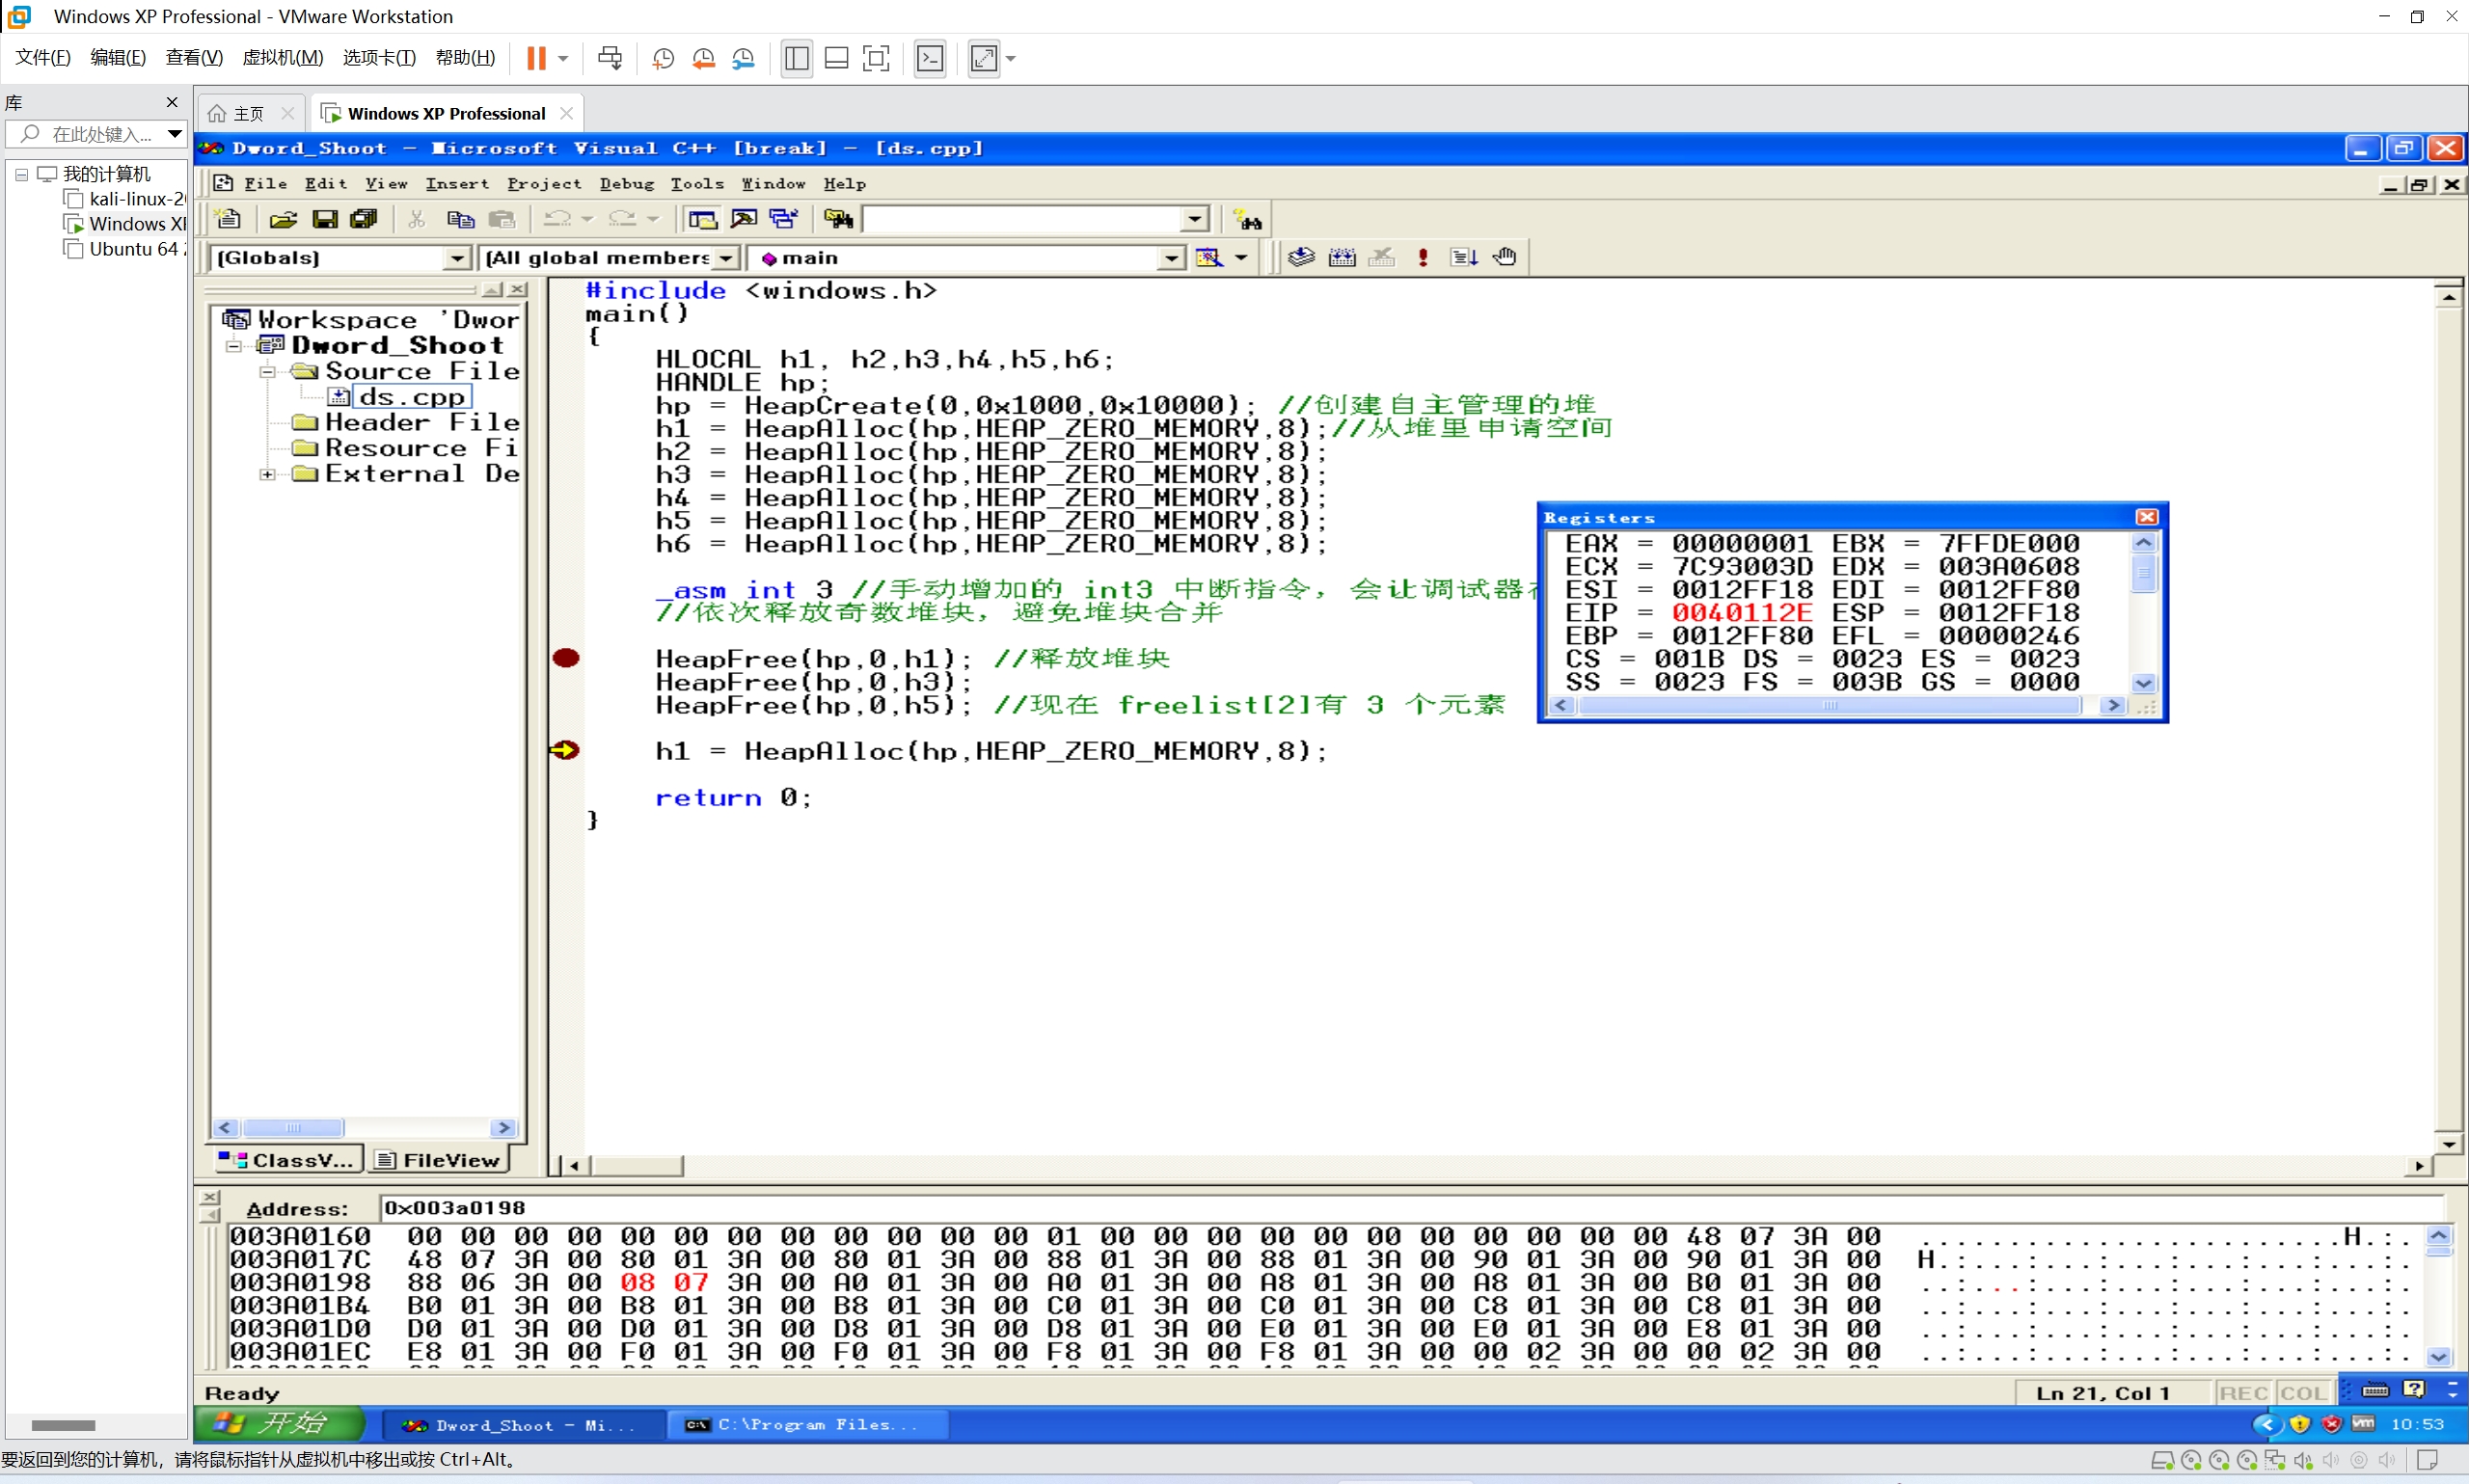 Windows XP Professional - VMware Workstation
文件(F) 编辑(E) 查看(V) 虚拟机(M) 选项卡(T) 帮助(H)
库
主页
Windows XP Professional
在此处键入...
我的计算机
kali-linux-2
Windows XP
Ubuntu 64
Dword_Shoot - Microsoft Visual C++ [break] - [ds.cpp]
File Edit View Insert Project Debug Tools Window Help
(Globals) (All global members main
Workspace 'Dwor
Dword_Shoot
Source File
ds.cpp
Header File
Resource Fi
External De
ClassV... FileView
#include <windows.h>
main()
{
HLOCAL h1, h2,h3,h4,h5,h6;
HANDLE hp;
hp = HeapCreate(0,0x1000,0x10000); //创建自主管理的堆
h1 = HeapAlloc(hp,HEAP_ZERO_MEMORY,8);//从堆里申请空间
h2 = HeapAlloc(hp,HEAP_ZERO_MEMORY,8);
h3 = HeapAlloc(hp,HEAP_ZERO_MEMORY,8);
h4 = HeapAlloc(hp,HEAP_ZERO_MEMORY,8);
h5 = HeapAlloc(hp,HEAP_ZERO_MEMORY,8);
h6 = HeapAlloc(hp,HEAP_ZERO_MEMORY,8);
_asm int 3 //手动增加的 int3 中断指令, 会让调试器
//依次释放奇数堆块, 避免堆块合并
HeapFree(hp,0,h1); //释放堆块
HeapFree(hp,0,h3);
HeapFree(hp,0,h5); //现在 freelist[2]有 3 个元素
h1 = HeapAlloc(hp,HEAP_ZERO_MEMORY,8);
return 0;
}
Registers
EAX = 00000001 EBX = 7FFDE000
ECX = 7C93003D EDX = 003A0608
ESI = 0012FF18 EDI = 0012FF80
EIP = 0040112E ESP = 0012FF18
EBP = 0012FF80 EFL = 00000246
CS = 001B DS = 0023 ES = 0023
SS = 0023 FS = 003B GS = 0000
Address: 0x003a0198
003A0160 00 00 00 00 00 00 00 00 00 00 00 00 01 00 00 00 00 00 00 00 00 00 00 00 48 07 3A 00 ........................H.:.
003A017C 48 07 3A 00 80 01 3A 00 80 01 3A 00 88 01 3A 00 88 01 3A 00 90 01 3A 00 90 01 3A 00 H.:...:...:...:...:...:...:.
003A0198 88 06 3A 00 08 07 3A 00 A0 01 3A 00 A0 01 3A 00 A8 01 3A 00 A8 01 3A 00 B0 01 3A 00 ..:...:...:...:...:...:...:.
003A01B4 B0 01 3A 00 B8 01 3A 00 B8 01 3A 00 C0 01 3A 00 C0 01 3A 00 C8 01 3A 00 C8 01 3A 00 ..:...:...:...:...:...:...:.
003A01D0 D0 01 3A 00 D0 01 3A 00 D8 01 3A 00 D8 01 3A 00 E0 01 3A 00 E0 01 3A 00 E8 01 3A 00 ..:...:...:...:...:...:...:.
003A01EC E8 01 3A 00 F0 01 3A 00 F0 01 3A 00 F8 01 3A 00 F8 01 3A 00 00 02 3A 00 00 02 3A 00 ..:...:...:...:...:...:...:.
Ready Ln 21, Col 1 REC COL
开始 Dword_Shoot - Mi... C:\Program Files... 10:53
要返回到您的计算机，请将鼠标指针从虚拟机中移出或按 Ctrl+Alt。